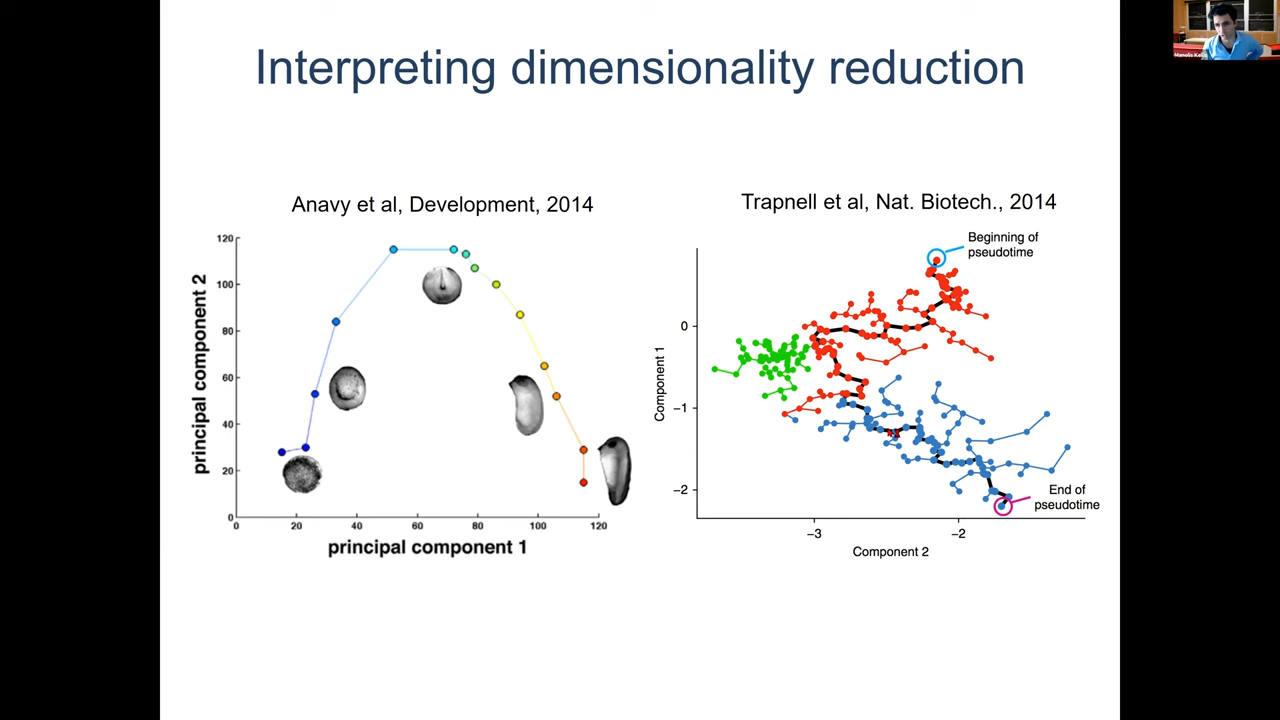 Interpreting dimensionality reduction
Anavy et al, Development, 2014
120
100
80
60
40
20
0
0 20 40 60 80 100 120
principal component 2
principal component 1
Trapnell et al, Nat. Biotech., 2014
Beginning of
pseudotime
0
−1
−2
Component 1
End of
pseudotime
−3 −2
Component 2
Manolis